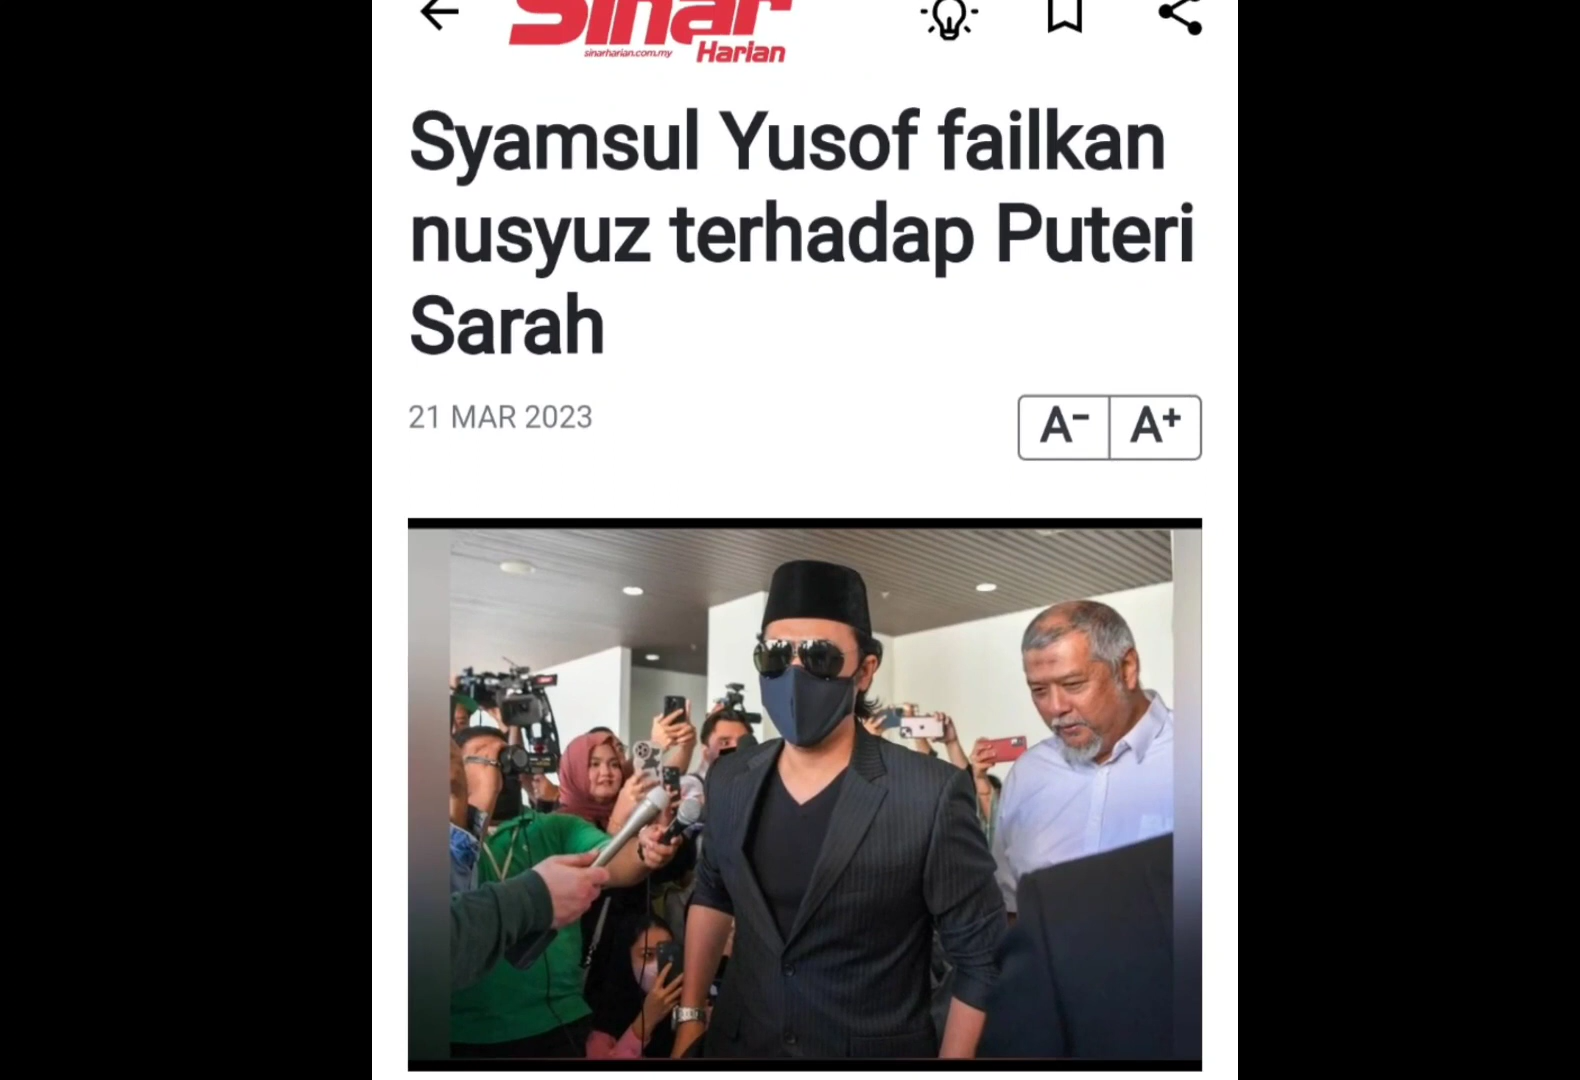 Sinar
sinarharian.com.my Harian
Syamsul Yusof failkan
nusyuz terhadap Puteri
Sarah
21 MAR 2023
A- A+